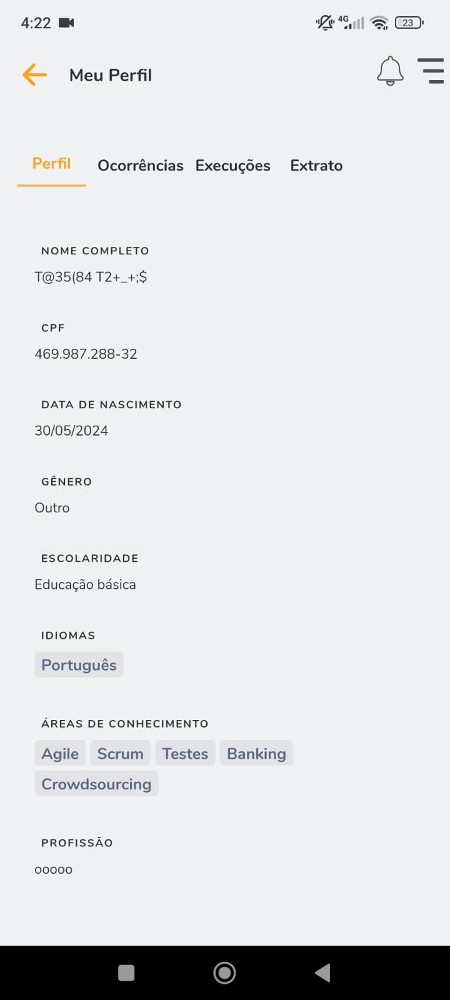 4:22
4G
23
Meu Perfil
Perfil Ocorrências Execuções Extrato
NOME COMPLETO
T@35(84 T2+_+;$
CPF
469.987.288-32
DATA DE NASCIMENTO
30/05/2024
GÊNERO
Outro
ESCOLARIDADE
Educação básica
IDIOMAS
Português
ÁREAS DE CONHECIMENTO
Agile Scrum Testes Banking
Crowdsourcing
PROFISSÃO
ooooo